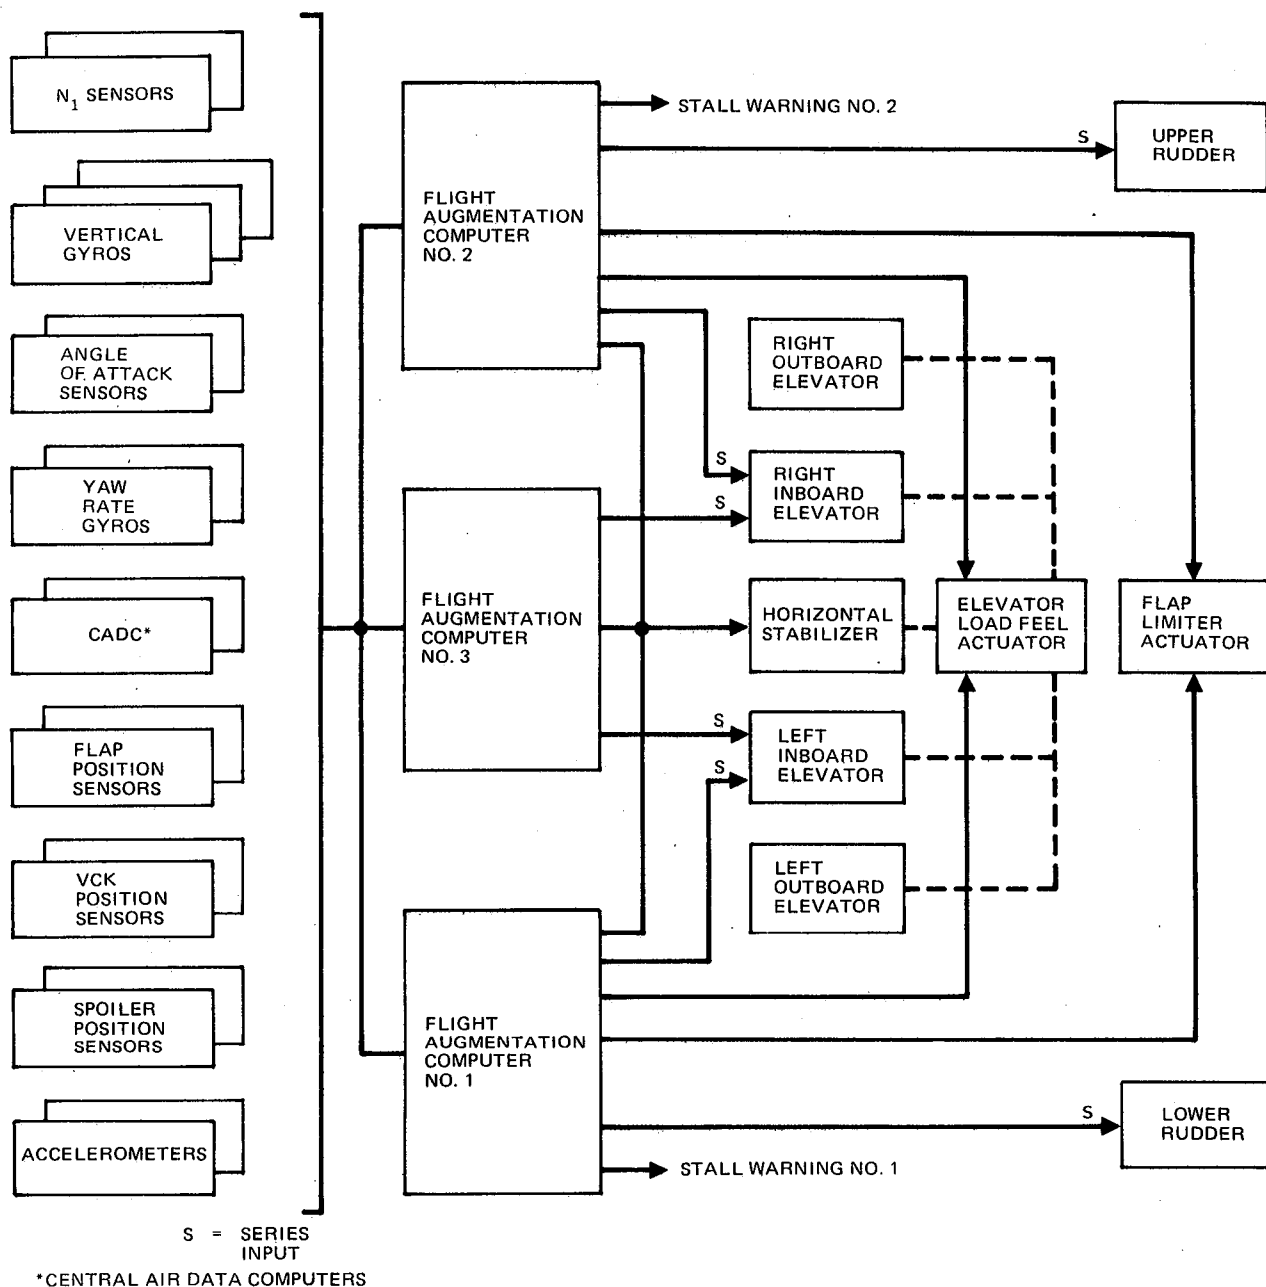 N1 SENSORS
VERTICAL
GYROS
ANGLE
OF ATTACK
SENSORS
YAW
RATE
GYROS
CADC*
FLAP
POSITION
SENSORS
VCK
POSITION
SENSORS
SPOILER
POSITION
SENSORS
ACCELEROMETERS
S = SERIES
INPUT
*CENTRAL AIR DATA COMPUTERS
FLIGHT
AUGMENTATION
COMPUTER
NO. 2
FLIGHT
AUGMENTATION
COMPUTER
NO. 3
FLIGHT
AUGMENTATION
COMPUTER
NO. 1
STALL WARNING NO. 2
S
UPPER
RUDDER
RIGHT
OUTBOARD
ELEVATOR
S
S
RIGHT
INBOARD
ELEVATOR
HORIZONTAL
STABILIZER
ELEVATOR
LOAD FEEL
ACTUATOR
FLAP
LIMITER
ACTUATOR
S
S
LEFT
INBOARD
ELEVATOR
LEFT
OUTBOARD
ELEVATOR
S
LOWER
RUDDER
STALL WARNING NO. 1